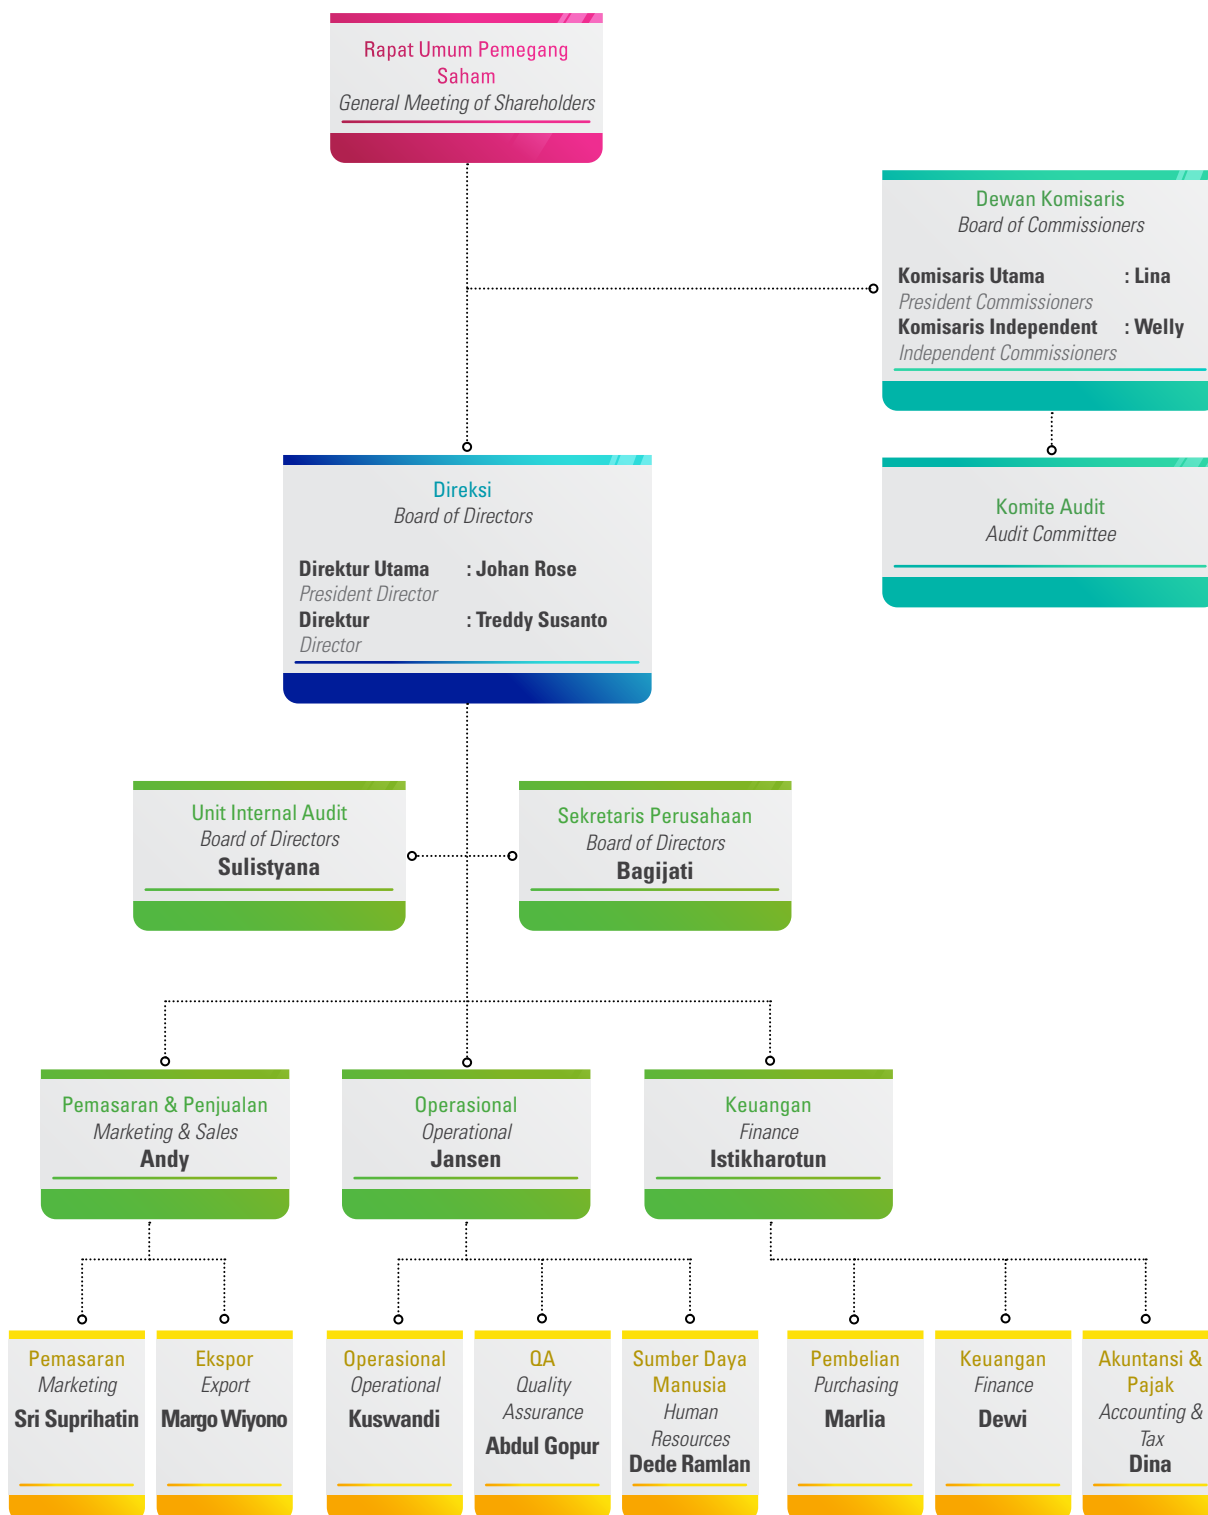 Rapat Umum Pemegang
Saham
General Meeting of Shareholders
Dewan Komisaris
Board of Commissioners
Komisaris Utama : Lina
President Commissioners
Komisaris Independent : Welly
Independent Commissioners
Komite Audit
Audit Committee
Direksi
Board of Directors
Direktur Utama : Johan Rose
President Director
Direktur : Treddy Susanto
Director
Unit Internal Audit
Board of Directors
Sulistyana
Sekretaris Perusahaan
Board of Directors
Bagijati
Pemasaran & Penjualan
Marketing & Sales
Andy
Operasional
Operational
Jansen
Keuangan
Finance
Istikharotun
Pemasaran
Marketing
Sri Suprihatin
Ekspor
Export
Margo Wiyono
Operasional
Operational
Kuswandi
QA
Quality
Assurance
Abdul Gopur
Sumber Daya
Manusia
Human
Resources
Dede Ramlan
Pembelian
Purchasing
Marlia
Keuangan
Finance
Dewi
Akuntansi &
Pajak
Accounting &
Tax
Dina